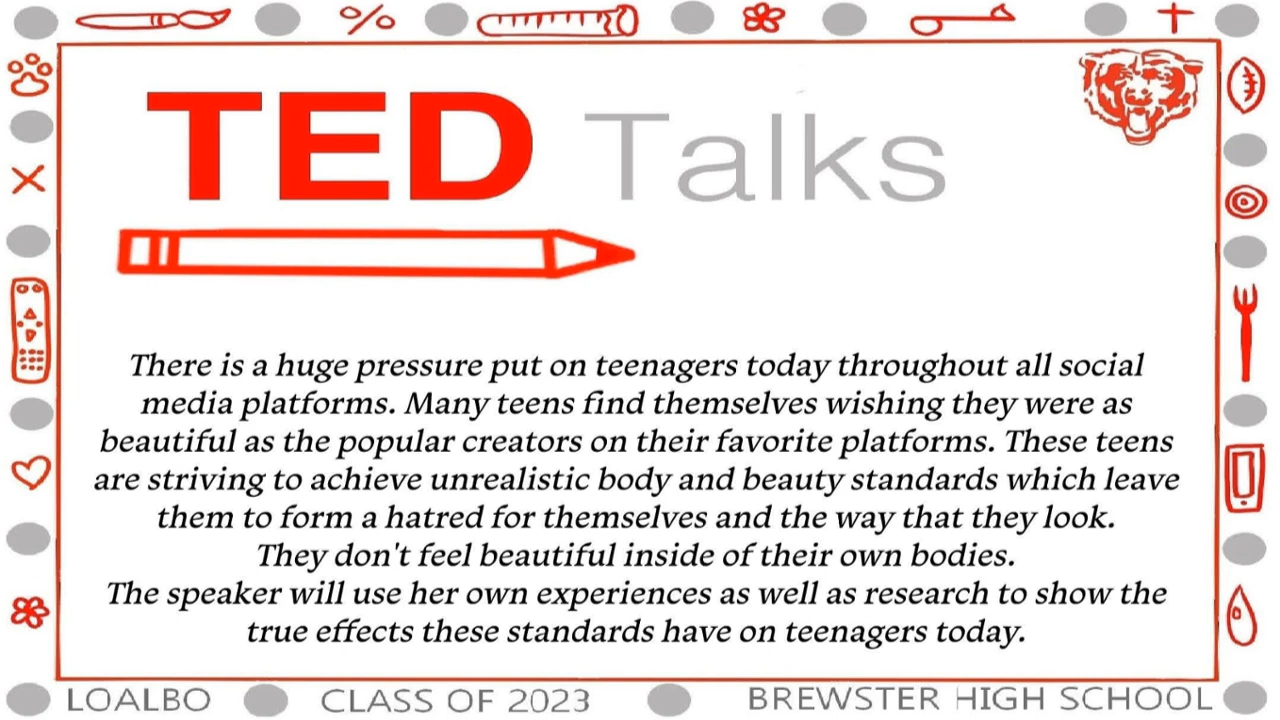 TED Talks
There is a huge pressure put on teenagers today throughout all social
media platforms. Many teens find themselves wishing they were as
beautiful as the popular creators on their favorite platforms. These teens
are striving to achieve unrealistic body and beauty standards which leave
them to form a hatred for themselves and the way that they look.
They don't feel beautiful inside of their own bodies.
The speaker will use her own experiences as well as research to show the
true effects these standards have on teenagers today.
LOALBO CLASS OF 2023 BREWSTER HIGH SCHOOL